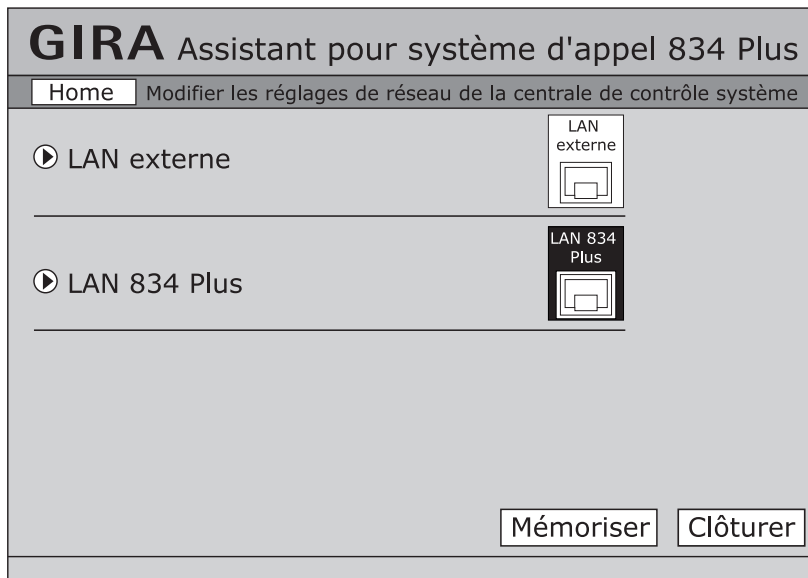 GIRA Assistant pour système d'appel 834 Plus
Home Modifier les réglages de réseau de la centrale de contrôle système
LAN externe
LAN
externe
LAN 834 Plus
LAN 834
Plus
Mémoriser Clôturer